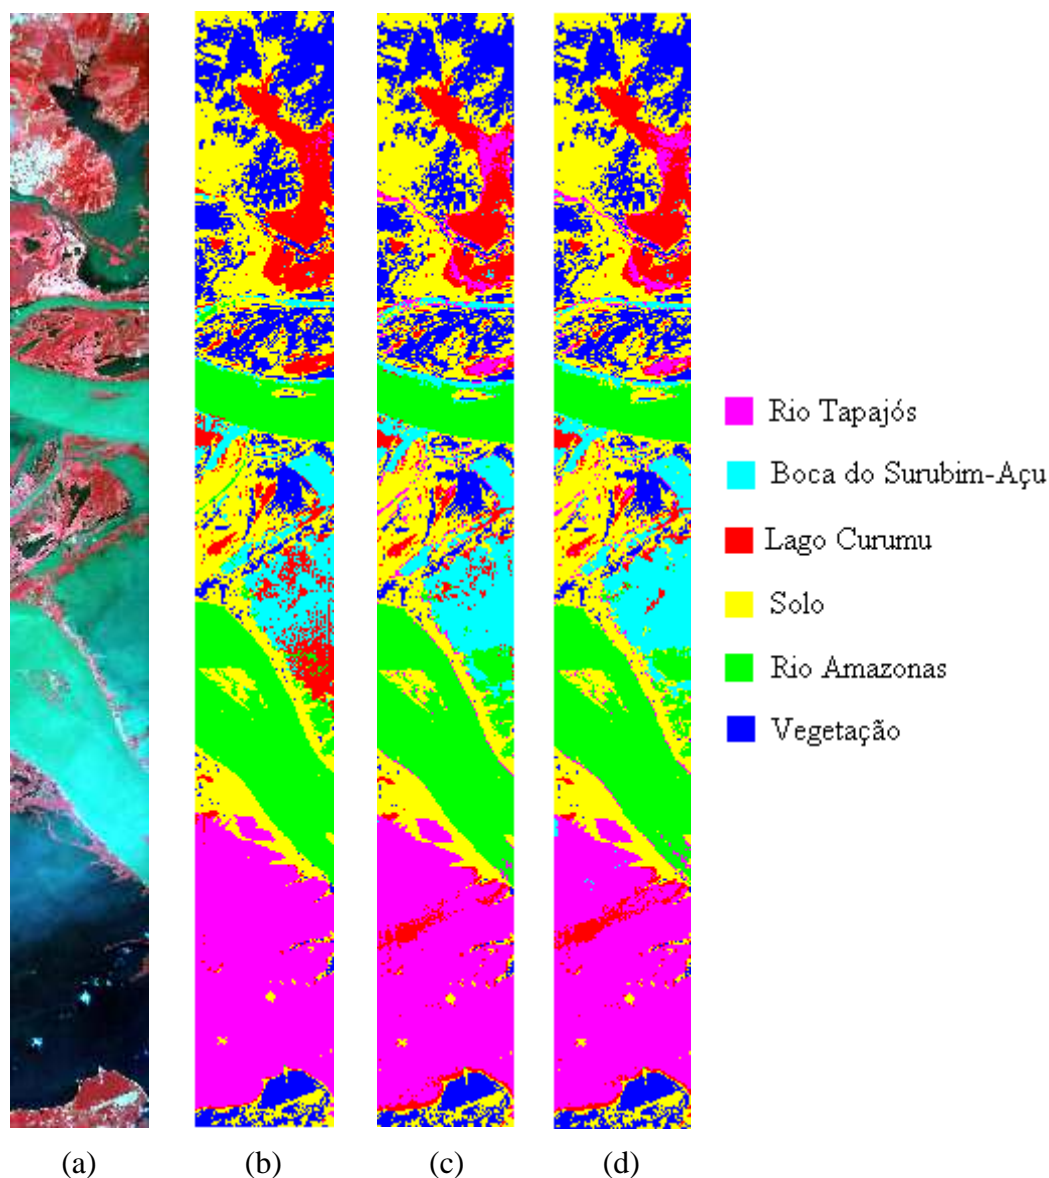 Rio Tapajós
Boca do Surubim-Açu
Lago Curumu
Solo
Rio Amazonas
Vegetação
(a) (b) (c) (d)